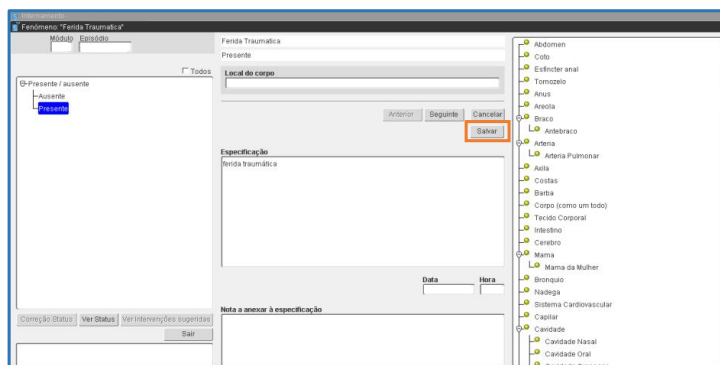 Internamento
Fenómeno: "Ferida Traumatica"
Módulo Episódio
Todos
Presente / ausente
Ausente
Presente
Correção Status Ver Status Ver Intervenções sugeridas
Sair
Ferida Traumatica
Presente
Local do corpo
Anterior Seguinte Cancelar
Salvar
Especificação
ferida traumática
Data Hora
Nota a anexar à especificação
Abdomen
Coto
Esfincter anal
Tornozelo
Anus
Areola
Braco
Antebraco
Arteria
Arteria Pulmonar
Axila
Costas
Barba
Corpo (como um todo)
Tecido Corporal
Intestino
Cerebro
Mama
Mama da Mulher
Bronquio
Nadega
Sistema Cardiovascular
Capilar
Cavidade
Cavidade Nasal
Cavidade Oral